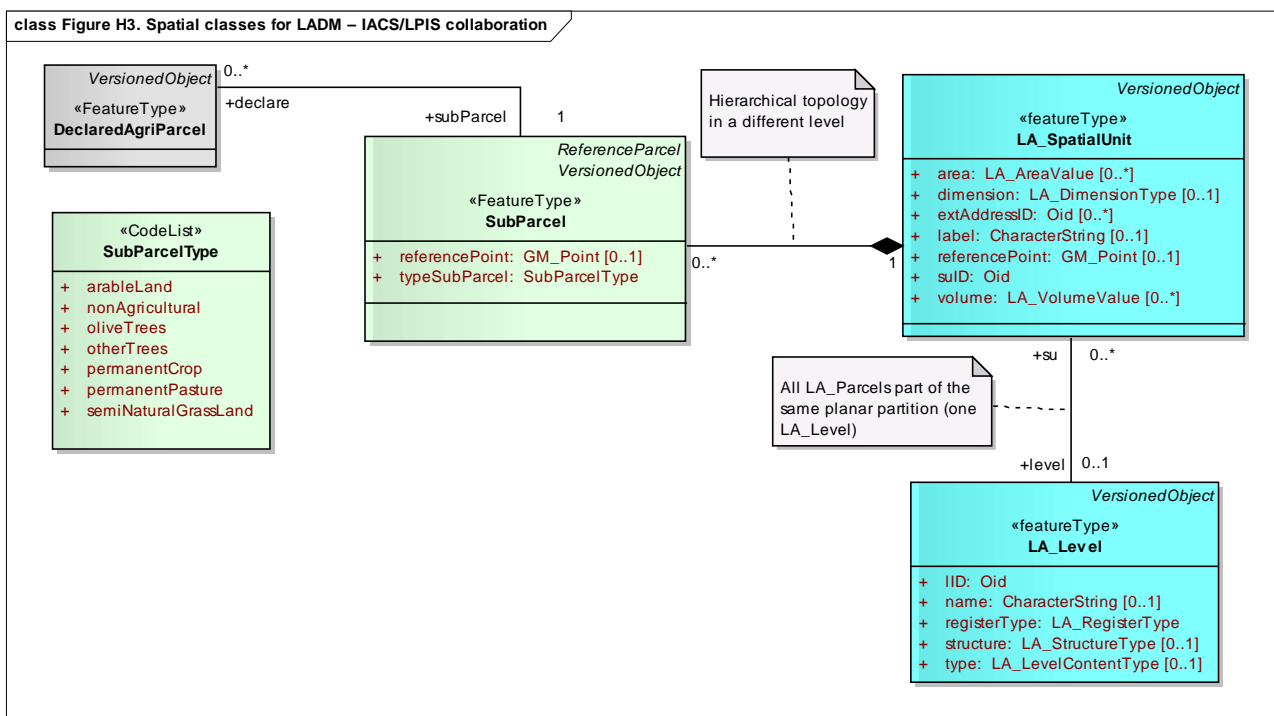 class Figure H3. Spatial classes for LADM – IACS/LPIS collaboration
VersionedObject
«FeatureType»
DeclaredAgriParcel
0..*
+declare
+subParcel
1
«CodeList»
SubParcelType
+ arableLand
+ nonAgricultural
+ oliveTrees
+ otherTrees
+ permanentCrop
+ permanentPasture
+ semiNaturalGrassLand
ReferenceParcel
VersionedObject
«FeatureType»
SubParcel
+ referencePoint: GM_Point [0..1]
+ typeSubParcel: SubParcelType
Hierarchical topology
in a different level
0..*
1
VersionedObject
«featureType»
LA_SpatialUnit
+ area: LA_AreaValue [0..*]
+ dimension: LA_DimensionType [0..1]
+ extAddressID: Oid [0..*]
+ label: CharacterString [0..1]
+ referencePoint: GM_Point [0..1]
+ suID: Oid
+ volume: LA_VolumeValue [0..*]
+su
0..*
All LA_Parcels part of the
same planar partition (one
LA_Level)
+level
0..1
VersionedObject
«featureType»
LA_Level
+ lID: Oid
+ name: CharacterString [0..1]
+ registerType: LA_RegisterType
+ structure: LA_StructureType [0..1]
+ type: LA_LevelContentType [0..1]